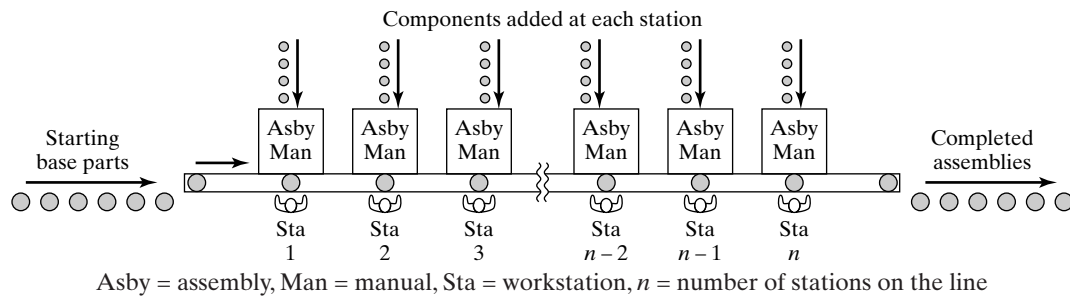 Components added at each station
Asby Man
Asby Man
Asby Man
Asby Man
Asby Man
Asby Man
Starting
base parts
Completed
assemblies
Sta
1
Sta
2
Sta
3
Sta
n – 2
Sta
n – 1
Sta
n
Asby = assembly, Man = manual, Sta = workstation, n = number of stations on the line